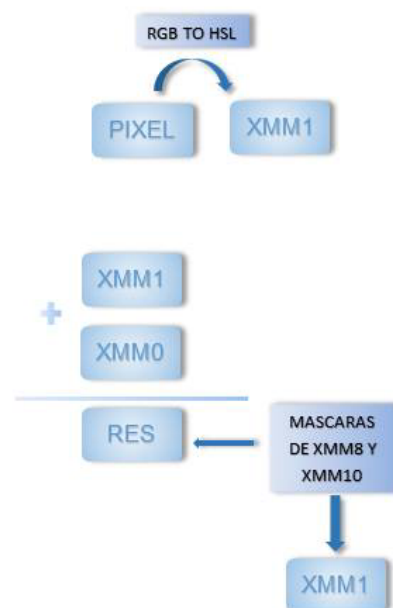 RGB TO HSL
PIXEL
XMM1
XMM1
+
XMM0
RES
MASCARAS
DE XMM8 Y
XMM10
XMM1